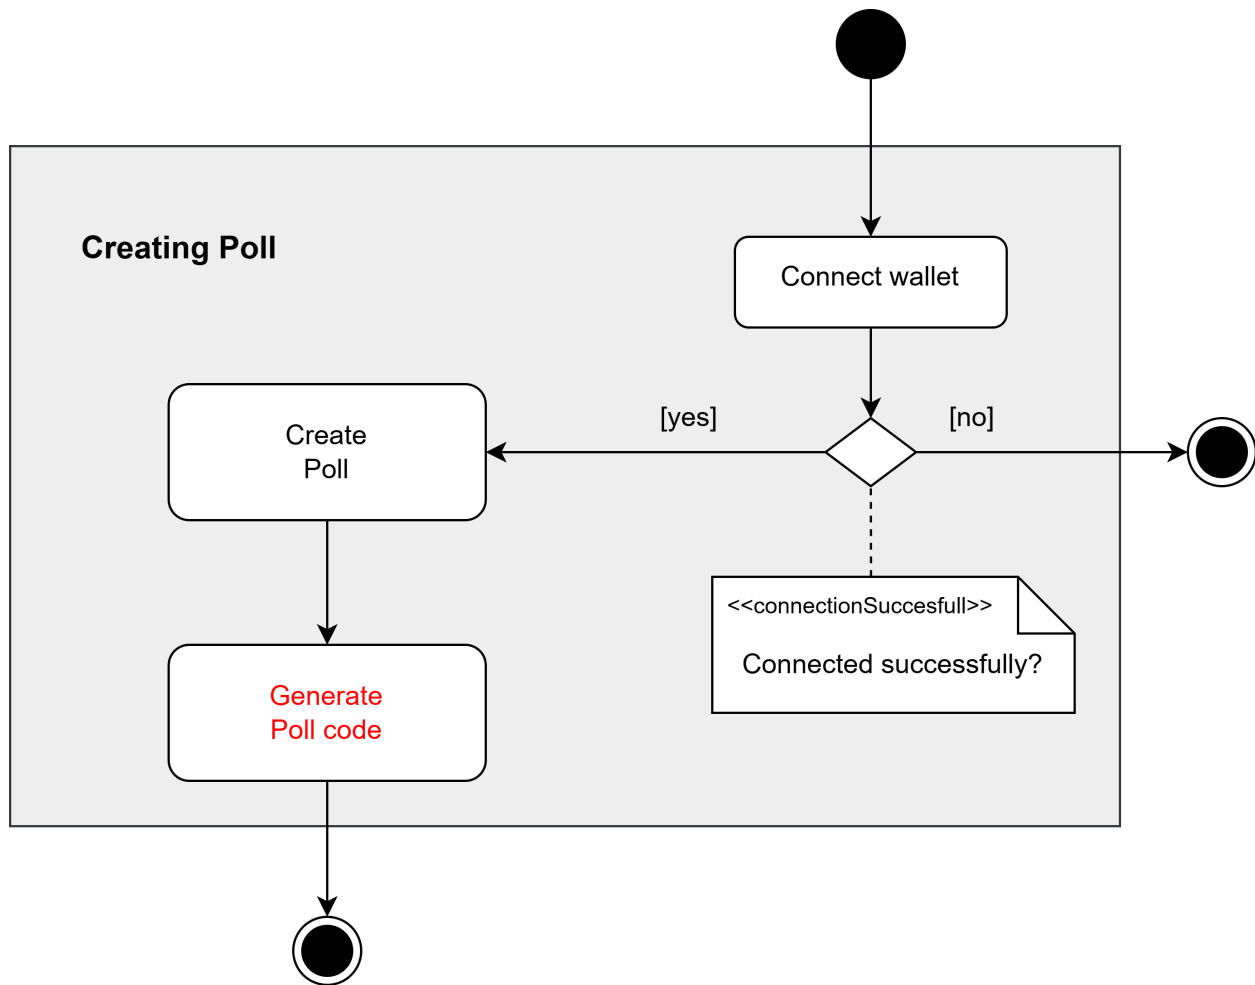 Creating Poll
Connect wallet
[yes]
[no]
Create
Poll
<<connectionSuccesfull>>
Connected successfully?
Generate
Poll code